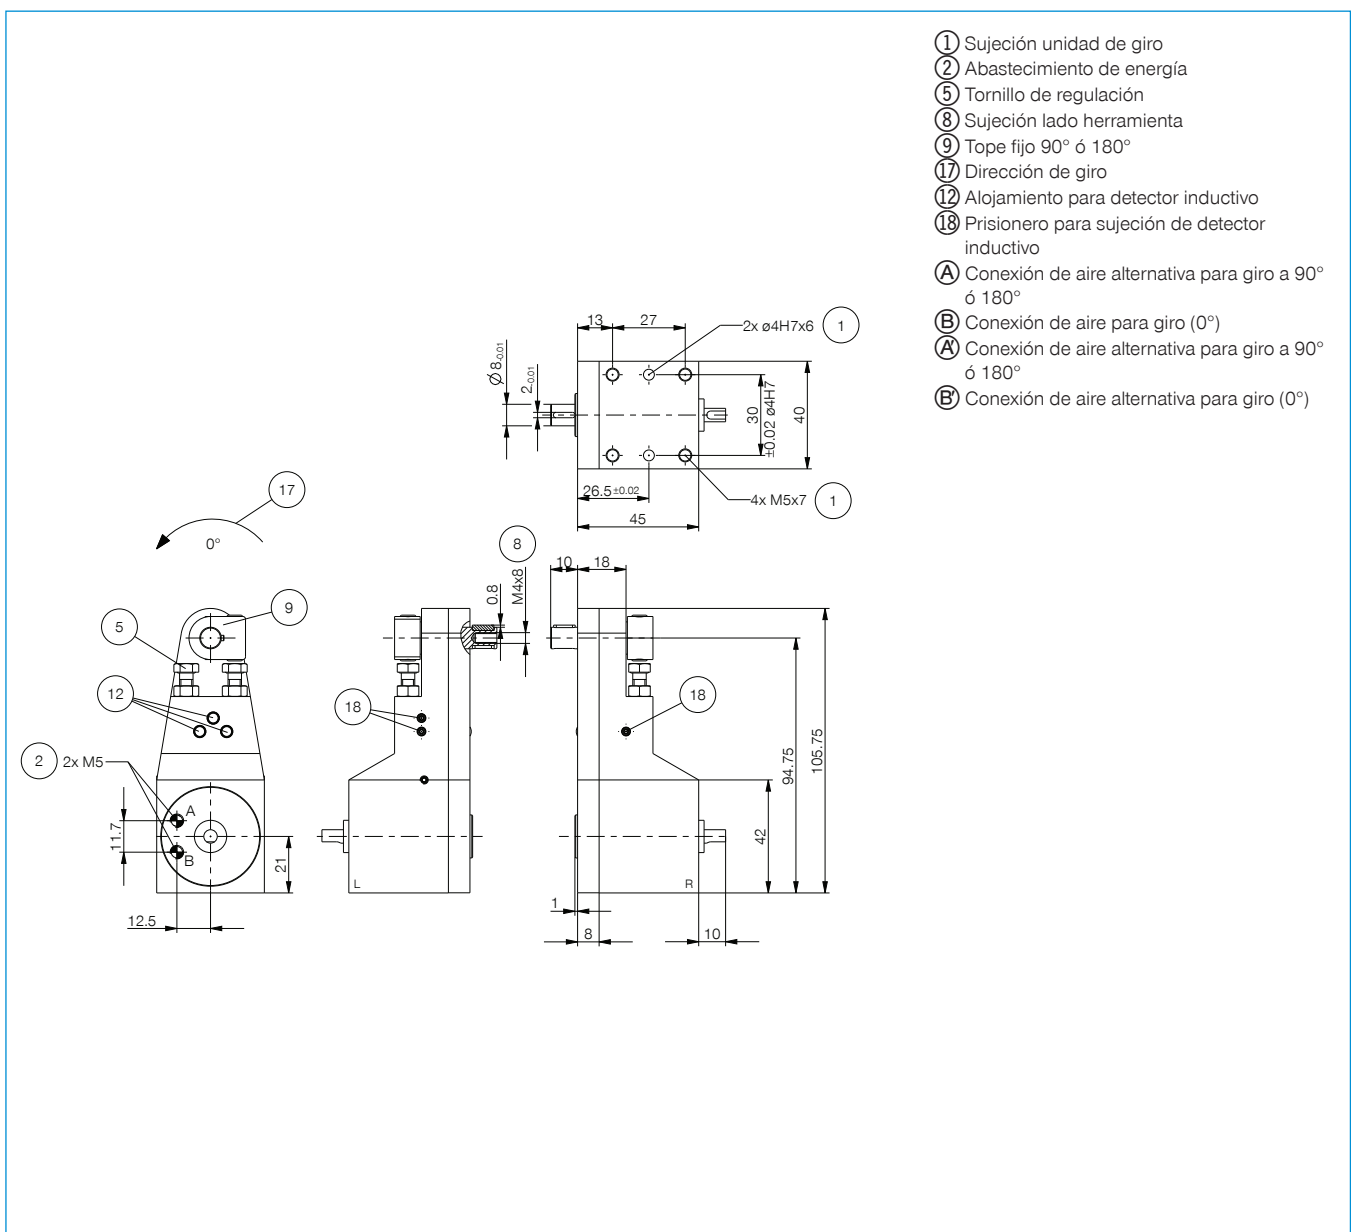 ① Sujeción unidad de giro
② Abastecimiento de energía
⑤ Tornillo de regulación
⑧ Sujeción lado herramienta
⑨ Tope fijo 90° ó 180°
⑰ Dirección de giro
⑫ Alojamiento para detector inductivo
⑱ Prisionero para sujeción de detector
inductivo
Ⓐ Conexión de aire alternativa para giro a 90°
ó 180°
Ⓑ Conexión de aire para giro (0°)
A' Conexión de aire alternativa para giro a 90°
ó 180°
B' Conexión de aire alternativa para giro (0°)
13
27
2x ø4H7x6
1
Ø8-0.01
2-0.01
30
±0.02 ø4H7
40
26.5±0.02
4x M5x7
1
45
17
0°
8
10
18
0.8
M4x8
9
5
12
18
18
2
2x M5
A
B
11.7
21
12.5
L
R
94.75
105.75
42
1
8
10